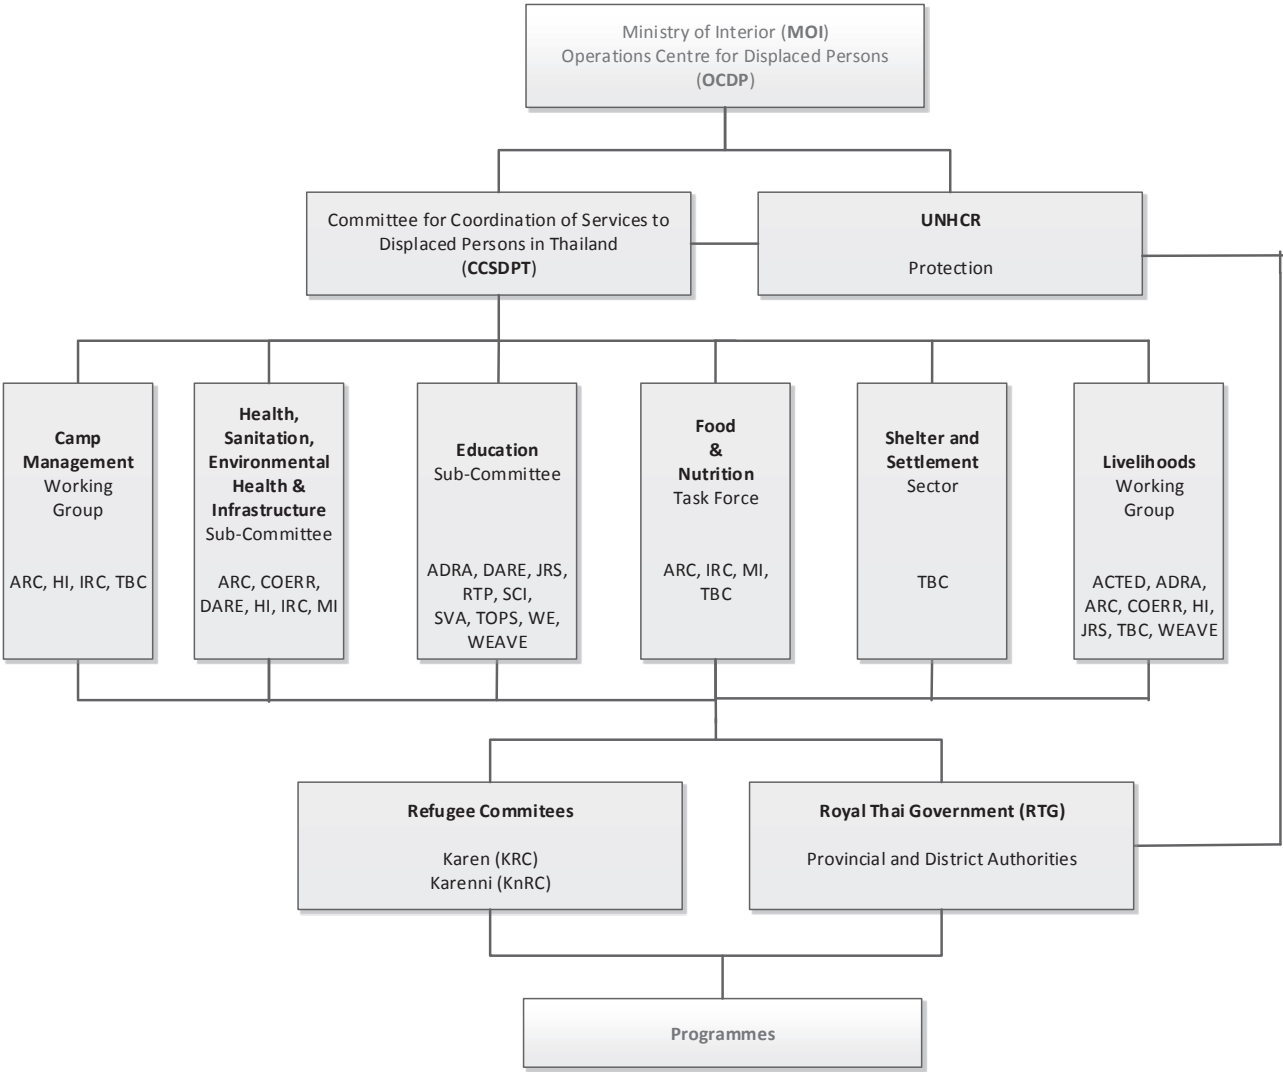 Ministry of Interior (MOI)
Operations Centre for Displaced Persons
(OCDP)
Committee for Coordination of Services to
Displaced Persons in Thailand
(CCSDPT)
UNHCR
Protection
Camp
Management
Working
Group
ARC, HI, IRC, TBC
Health,
Sanitation,
Environmental
Health &
Infrastructure
Sub-Committee
ARC, COERR,
DARE, HI, IRC, MI
Education
Sub-Committee
ADRA, DARE, JRS,
RTP, SCI,
SVA, TOPS, WE,
WEAVE
Food
&
Nutrition
Task Force
ARC, IRC, MI,
TBC
Shelter and
Settlement
Sector
TBC
Livelihoods
Working
Group
ACTED, ADRA,
ARC, COERR, HI,
JRS, TBC, WEAVE
Refugee Commitees
Karen (KRC)
Karenni (KnRC)
Royal Thai Government (RTG)
Provincial and District Authorities
Programmes